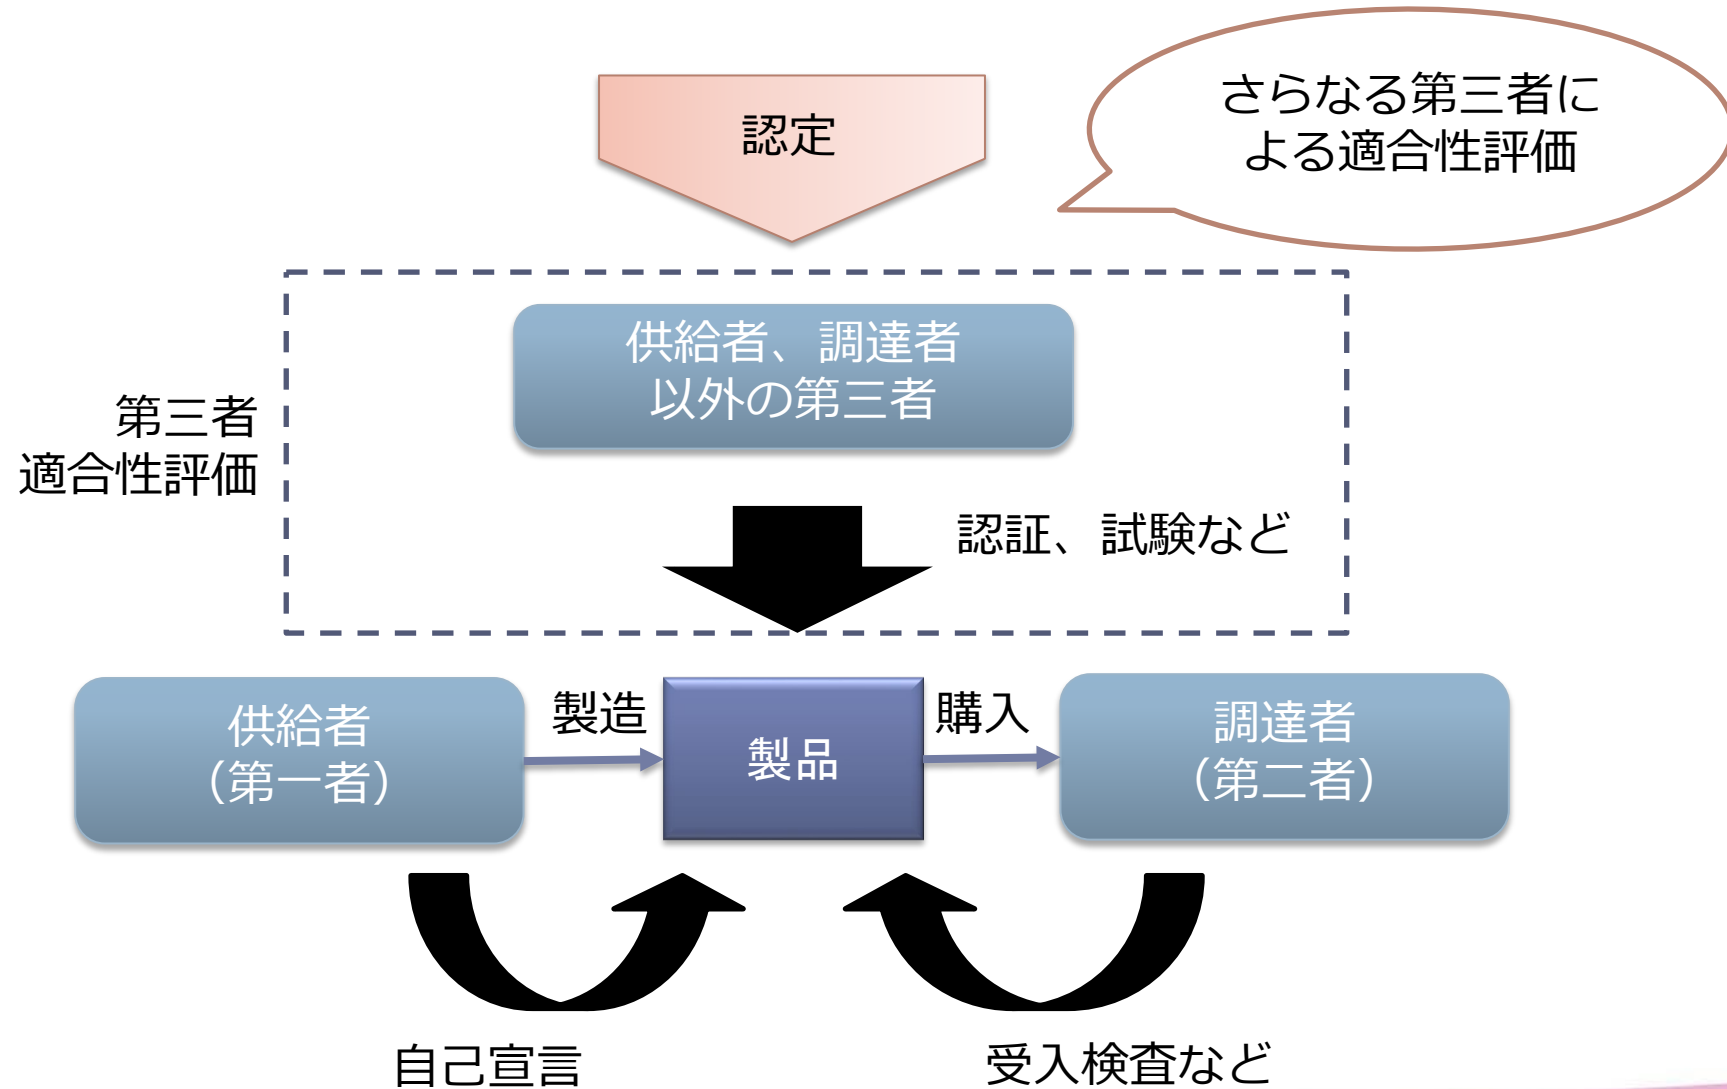 認定
さらなる第三者に
よる適合性評価
供給者、調達者
以外の第三者
第三者
適合性評価
認証、試験など
供給者
（第一者）
製造
製品
購入
調達者
（第二者）
自己宣言
受入検査など